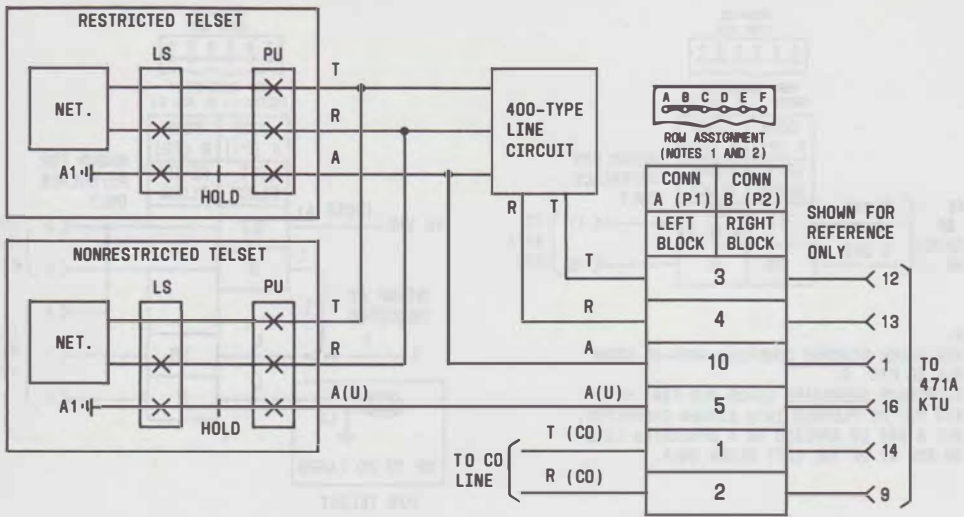 RESTRICTED TELSET
LS
PU
NET.
T
R
A
A1
HOLD
400-TYPE
LINE
CIRCUIT
R
T
NONRESTRICTED TELSET
LS
PU
NET.
T
R
A(U)
A1
HOLD
A B C D E F
ROW ASSIGNMENT
(NOTES 1 AND 2)
CONN
A (P1)
CONN
B (P2)
LEFT
BLOCK
RIGHT
BLOCK
SHOWN FOR
REFERENCE
ONLY
T
3
12
R
4
13
A
10
1
A(U)
5
16
TO CO
LINE
T (CO)
1
14
R (CO)
2
9
TO
471A
KTU